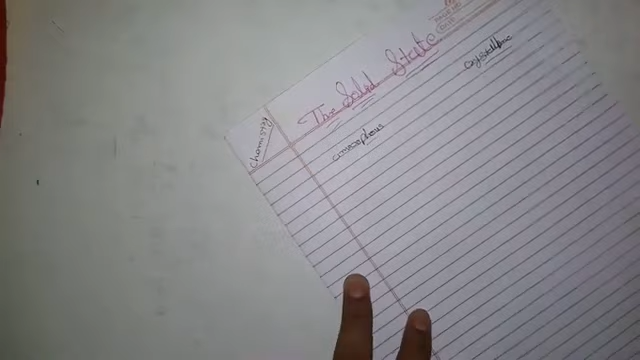 The Solid State
Chemistry
amorphous
crystalline